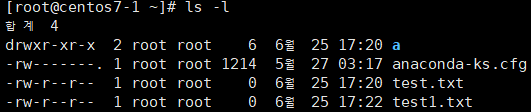 [root@centos7-1 ~]# ls -l
합계 4
drwxr-xr-x  2 root root    6  6월  25 17:20 a
-rw-------. 1 root root 1214  5월  27 03:17 anaconda-ks.cfg
-rw-r--r--  1 root root    0  6월  25 17:20 test.txt
-rw-r--r--  1 root root    0  6월  25 17:22 test1.txt